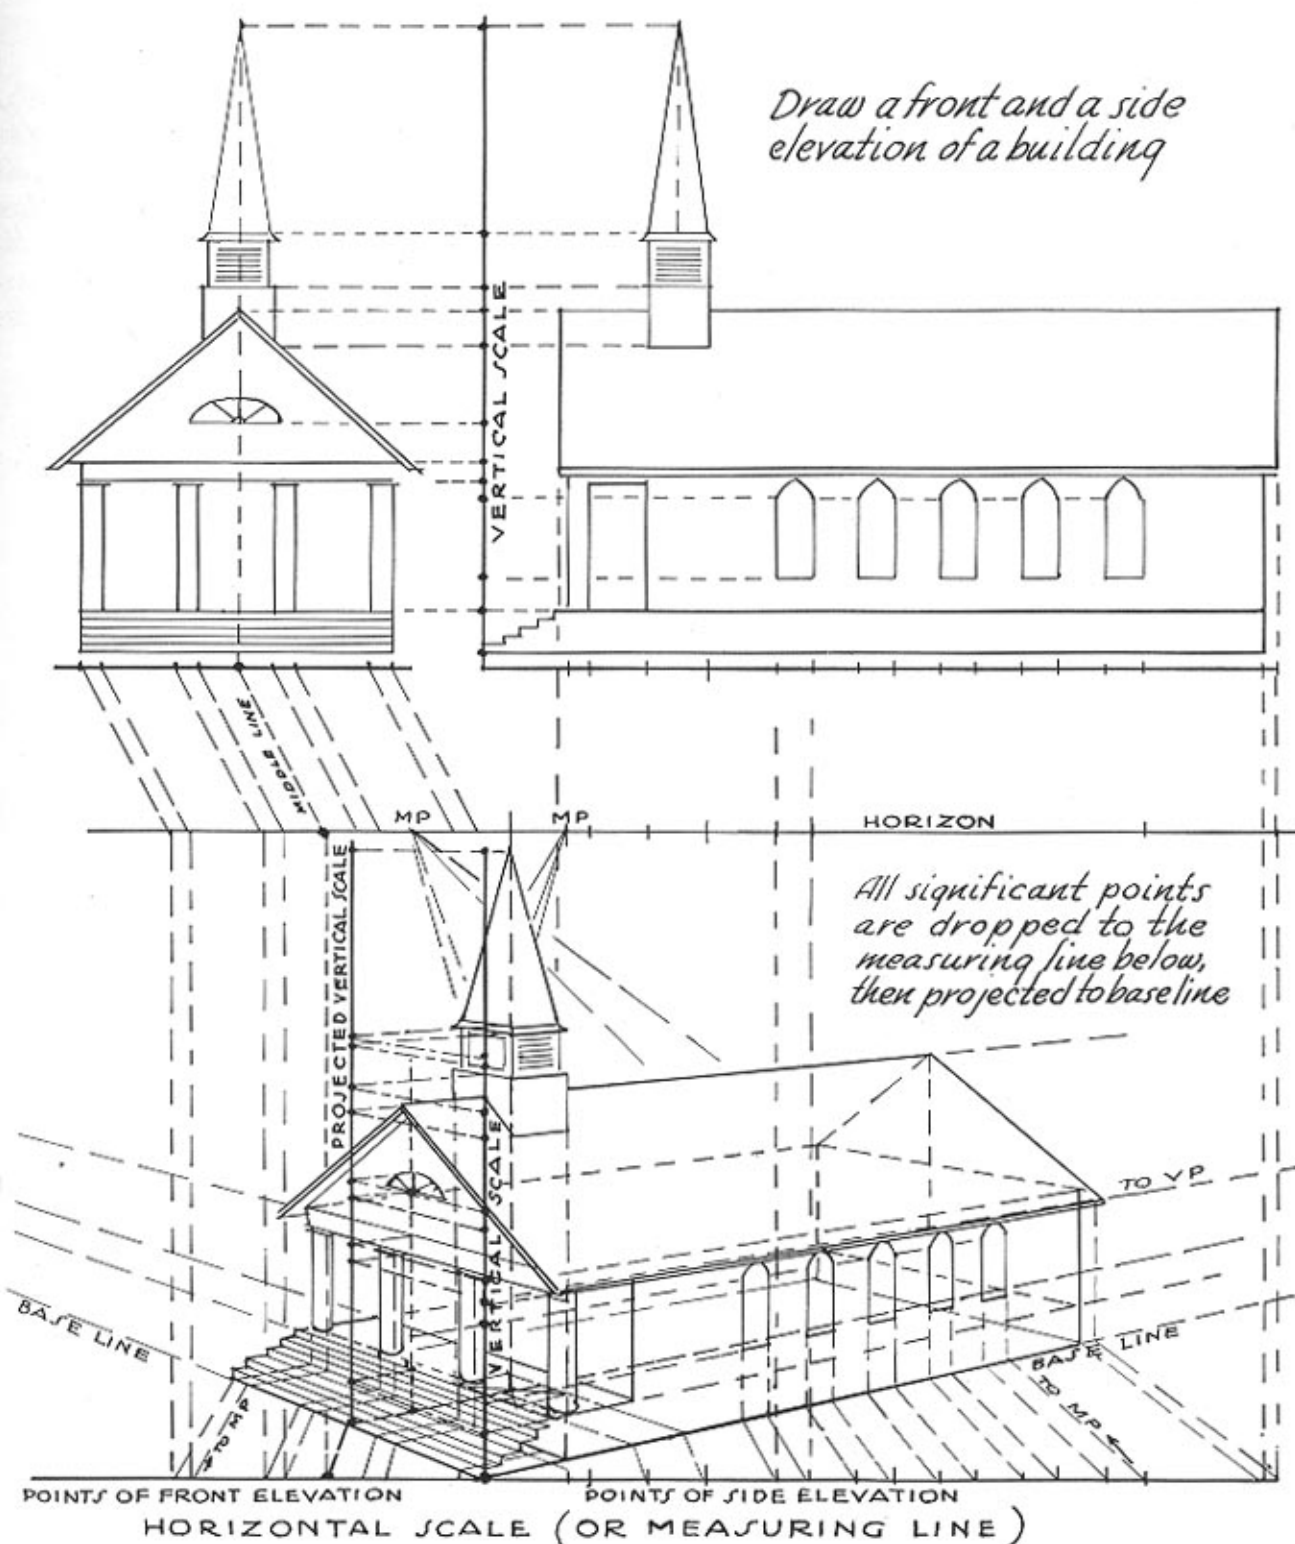 Draw a front and a side
elevation of a building
VERTICAL SCALE
MIDDLE LINE
MP
MP
HORIZON
PROJECTED VERTICAL SCALE
All significant points
are dropped to the
measuring line below,
then projected to baseline
VERTICAL SCALE
TO VP
BASE LINE
BASE LINE
TO MP
TO MP
POINTS OF FRONT ELEVATION
POINTS OF SIDE ELEVATION
HORIZONTAL SCALE (OR MEASURING LINE)